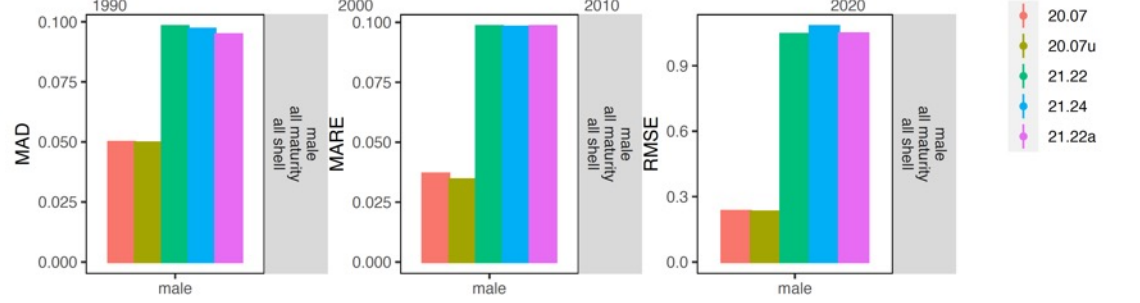 1990
2000
2010
2020
MAD
0.100
0.075
0.050
0.025
0.000
male
all maturity
all shell
male
MARE
0.100
0.075
0.050
0.025
0.000
male
all maturity
all shell
male
RMSE
0.9
0.6
0.3
0.0
male
all maturity
all shell
male
20.07
20.07u
21.22
21.24
21.22a